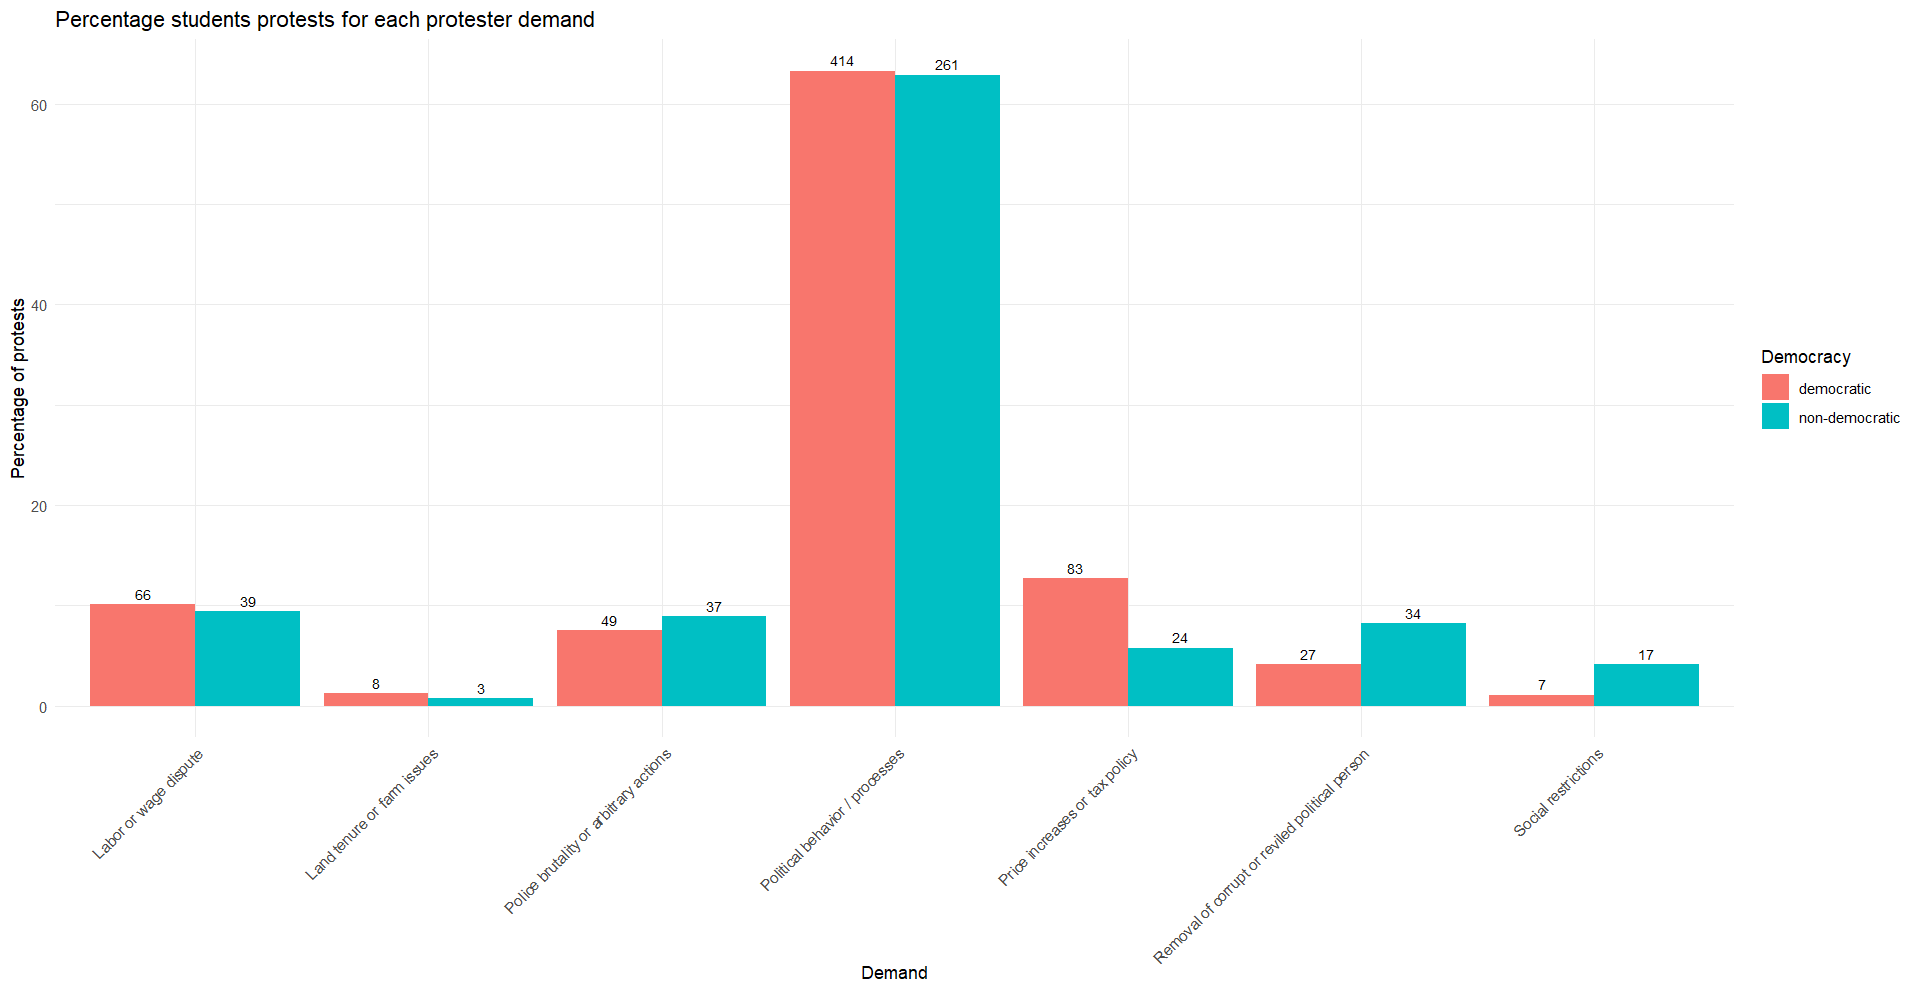 Percentage students protests for each protester demand
Percentage of protests
60
40
20
0
66
39
8
3
49
37
414
261
83
24
27
34
7
17
Labor or wage dispute
Land tenure or farm issues
Police brutality or arbitrary actions
Political behavior / processes
Price increases or tax policy
Removal of corrupt or reviled political person
Social restrictions
Demand
Democracy
democratic
non-democratic